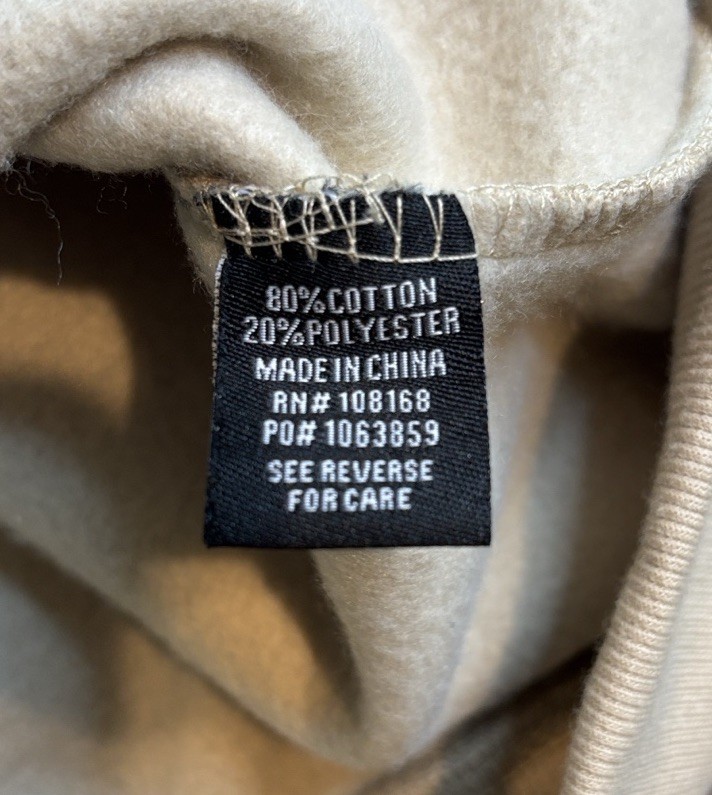 80%COTTON
20%POLYESTER
MADE IN CHINA
RN# 108168
PO# 1063859
SEE REVERSE
FOR CARE